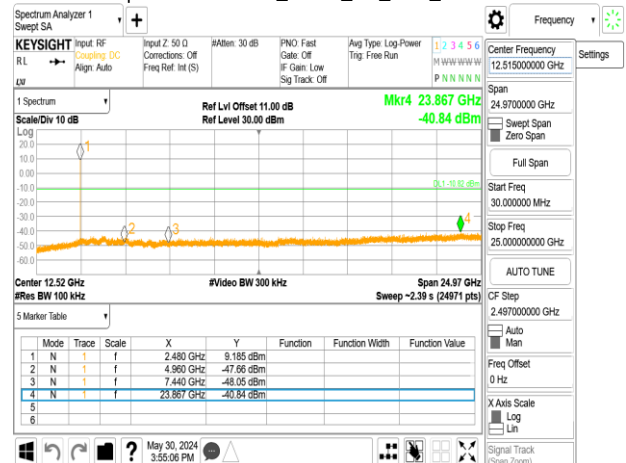 Spectrum Analyzer 1
Swept SA
Frequency
KEYSIGHT
RL
Input: RF
Coupling: DC
Align: Auto
Input Z: 50 Ω
Corrections: Off
Freq Ref: Int (S)
#Atten: 30 dB
PNO: Fast
Gate: Off
IF Gain: Low
Sig Track: Off
Avg Type: Log-Power
Trig: Free Run
1 2 3 4 5 6
M W W W W W
P N N N N N
Center Frequency
12.515000000 GHz
Settings
Span
24.9700000 GHz
Swept Span
Zero Span
Full Span
Start Freq
30.000000 MHz
Stop Freq
25.000000000 GHz
AUTO TUNE
CF Step
2.497000000 GHz
Auto
Man
Freq Offset
0 Hz
X Axis Scale
Log
Lin
Signal Track
(Span Zoom)
1 Spectrum
Scale/Div 10 dB
Ref Lvl Offset 11.00 dB
Ref Level 30.00 dBm
Mkr4 23.867 GHz
-40.84 dBm
Log
20.0
10.0
0.00
-10.0
-20.0
-30.0
-40.0
-50.0
-60.0
1
2
3
4
DL1 -10.82 dBm
Center 12.52 GHz
#Res BW 100 kHz
#Video BW 300 kHz
Span 24.97 GHz
Sweep ~2.39 s (24971 pts)
5 Marker Table
Mode Trace Scale X Y Function Function Width Function Value
1 N 1 f 2.480 GHz 9.185 dBm
2 N 1 f 4.960 GHz -47.66 dBm
3 N 1 f 7.440 GHz -48.05 dBm
4 N 1 f 23.867 GHz -40.84 dBm
5
6
May 30, 2024
3:55:06 PM